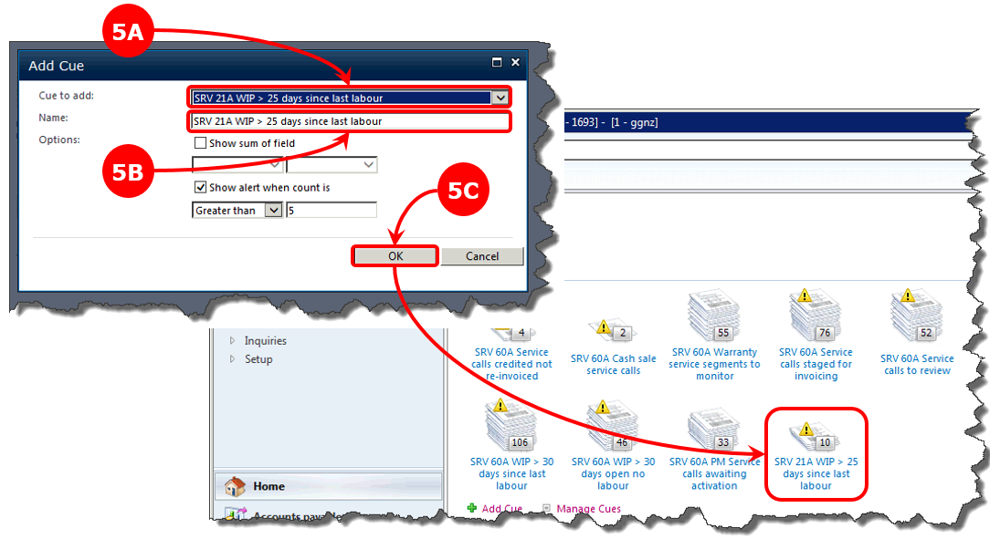 5A
Add Cue
Cue to add:
SRV 21A WIP > 25 days since last labour
Name:
SRV 21A WIP > 25 days since last labour
Options:
Show sum of field
5B
Show alert when count is
Greater than
5
5C
OK
Cancel
- 1693] - [1 - ggnz]
Inquiries
Setup
4
SRV 60A Service
calls credited not
re-invoiced
2
SRV 60A Cash sale
service calls
55
SRV 60A Warranty
service segments to
monitor
76
SRV 60A Service
calls staged for
invoicing
52
SRV 60A Service
calls to review
106
SRV 60A WIP > 30
days since last
labour
46
SRV 60A WIP > 30
days open no
labour
33
SRV 60A PM Service
calls awaiting
activation
10
SRV 21A WIP > 25
days since last
labour
Home
Add Cue
Manage Cues
Accounts